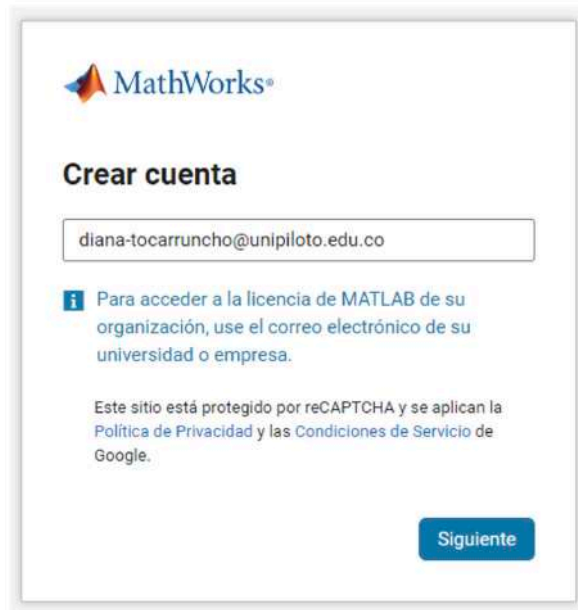 MathWorks®
Crear cuenta
diana-tocarruncho@unipiloto.edu.co
i Para acceder a la licencia de MATLAB de su
organización, use el correo electrónico de su
universidad o empresa.
Este sitio está protegido por reCAPTCHA y se aplican la
Política de Privacidad y las Condiciones de Servicio de
Google.
Siguiente